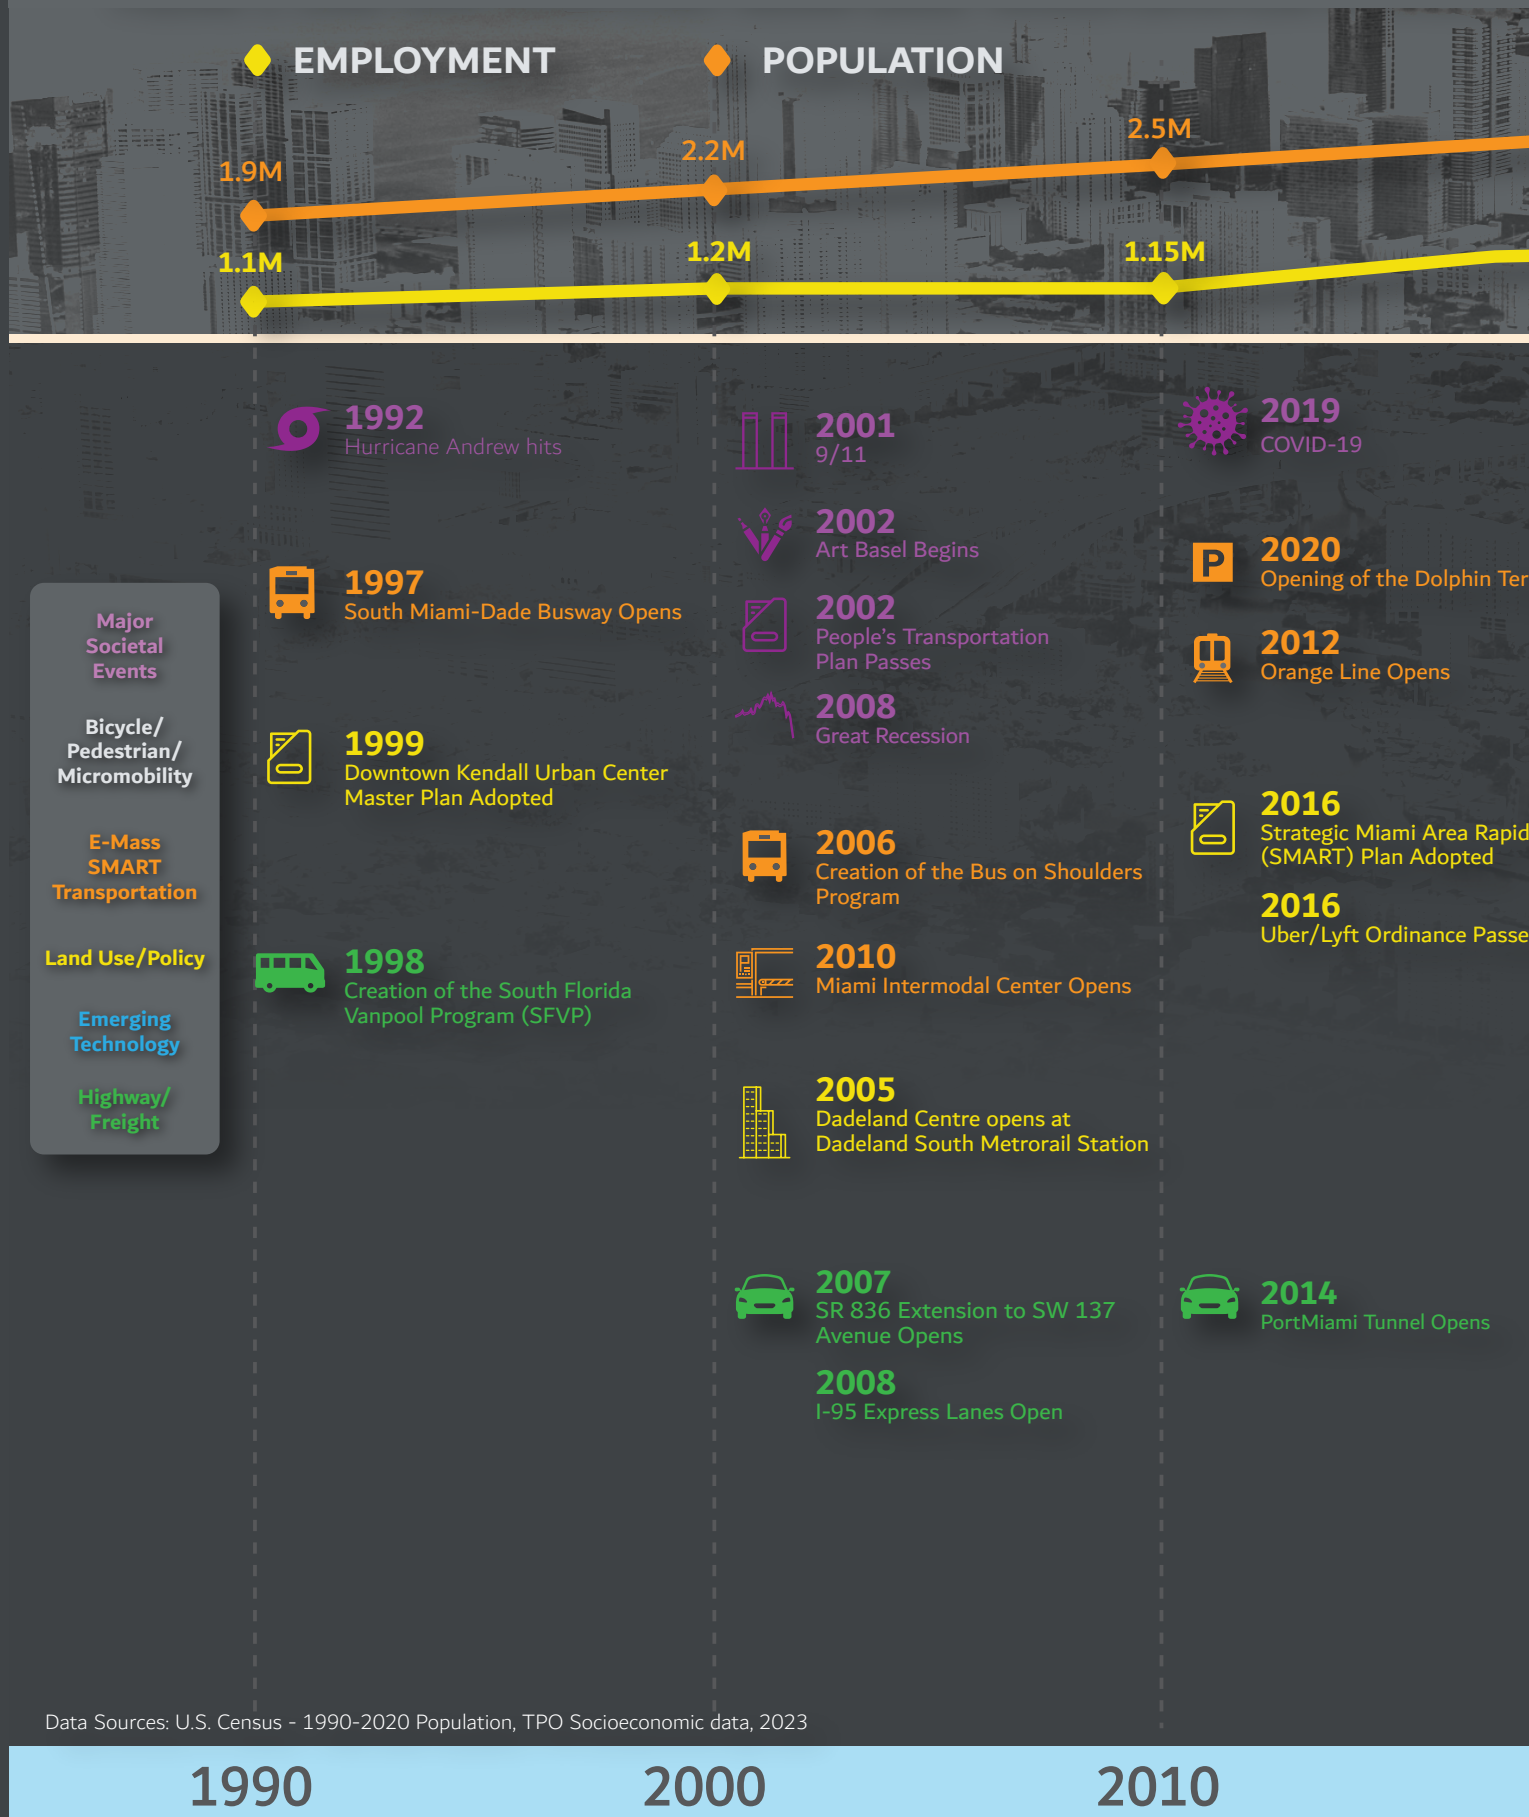 EMPLOYMENT
POPULATION
1.9M
2.2M
2.5M
1.1M
1.2M
1.15M
Major
Societal
Events
Bicycle/
Pedestrian/
Micromobility
E-Mass
SMART
Transportation
Land Use/Policy
Emerging
Technology
Highway/
Freight
1992
Hurricane Andrew hits
1997
South Miami-Dade Busway Opens
1999
Downtown Kendall Urban Center
Master Plan Adopted
1998
Creation of the South Florida
Vanpool Program (SFVP)
2001
9/11
2002
Art Basel Begins
2002
People's Transportation
Plan Passes
2008
Great Recession
2006
Creation of the Bus on Shoulders
Program
2010
Miami Intermodal Center Opens
2005
Dadeland Centre opens at
Dadeland South Metrorail Station
2007
SR 836 Extension to SW 137
Avenue Opens
2008
I-95 Express Lanes Open
2019
COVID-19
P
2020
Opening of the Dolphin Ter
2012
Orange Line Opens
2016
Strategic Miami Area Rapid
(SMART) Plan Adopted
2016
Uber/Lyft Ordinance Passe
2014
PortMiami Tunnel Opens
Data Sources: U.S. Census - 1990-2020 Population, TPO Socioeconomic data, 2023
1990
2000
2010